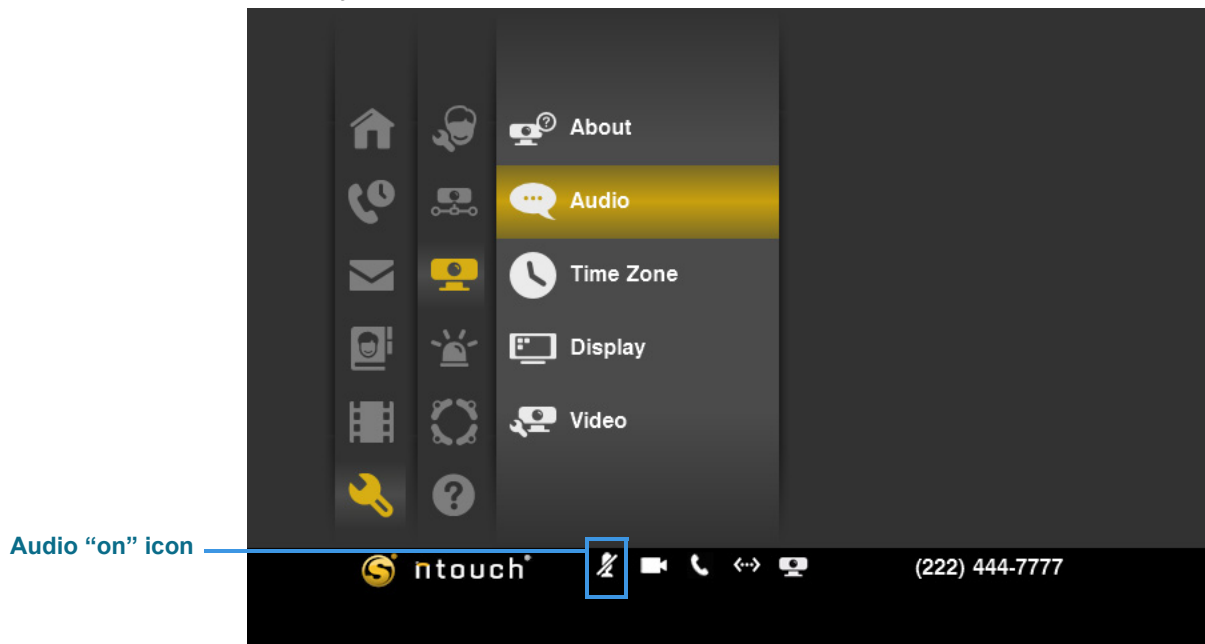 About
Audio
Time Zone
Display
Video
Audio “on” icon
ntouch®
(222) 444-7777